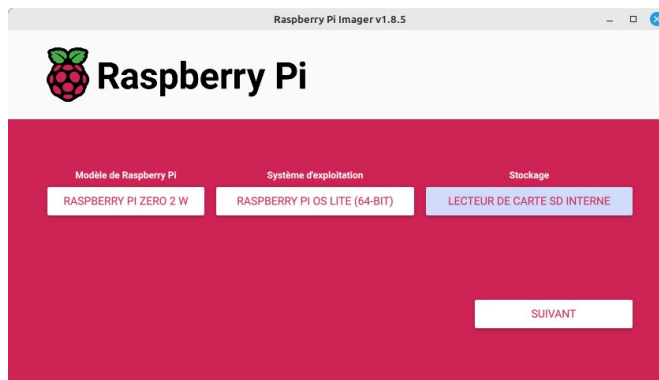 Raspberry Pi Imager v1.8.5
Raspberry Pi
Modèle de Raspberry Pi
Système d'exploitation
Stockage
RASPBERRY PI ZERO 2 W
RASPBERRY PI OS LITE (64-BIT)
LECTEUR DE CARTE SD INTERNE
SUIVANT